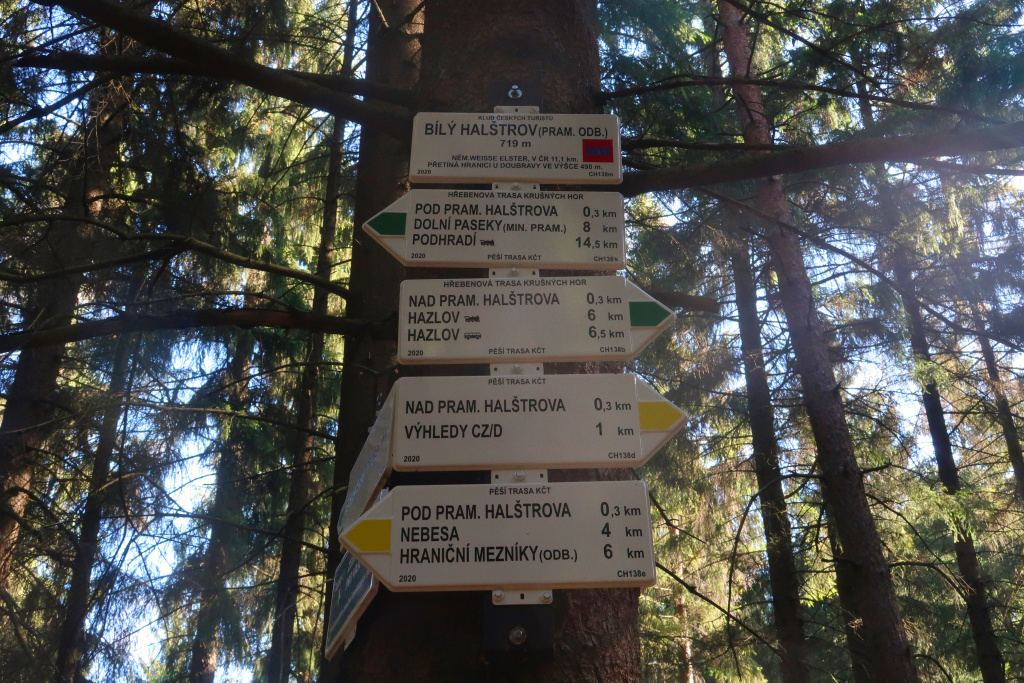 KLUB ČESKÝCH TURISTŮ
BÍLÝ HALŠTROV (PRAM. ODB.)
719 m
NĚM. WEISSE ELSTER, V ČR 11,1 km.
PŘETÍNÁ HRANICI U DOUBRAVY VE VÝŠCE 490 m.
2020 CH138m
HŘEBENOVÁ TRASA KRUŠNÝCH HOR
POD PRAM. HALŠTROVA 0,3 km
DOLNÍ PASEKY (MIN. PRAM.) 8 km
PODHRADÍ 14,5 km
2020 PĚŠÍ TRASA KČT
HŘEBENOVÁ TRASA KRUŠNÝCH HOR
NAD PRAM. HALŠTROVA 0,3 km
HAZLOV 6 km
HAZLOV 6,5 km
2020 PĚŠÍ TRASA KČT CH138b
PĚŠÍ TRASA KČT
NAD PRAM. HALŠTROVA 0,3 km
VÝHLEDY CZ/D 1 km
2020 CH138d
PĚŠÍ TRASA KČT
POD PRAM. HALŠTROVA 0,3 km
NEBESA 4 km
HRANIČNÍ MEZNÍKY (ODB.) 6 km
2020 CH138e